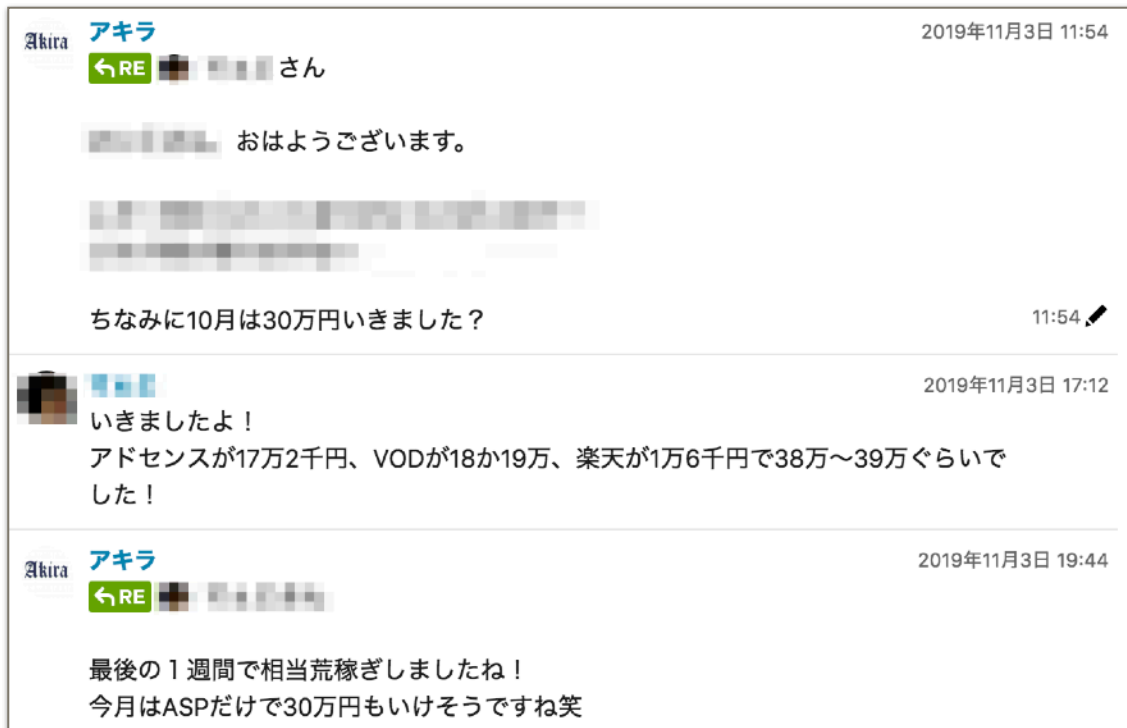 Akira
アキラ
2019年11月3日 11:54
RE
さん
おはようございます。
ちなみに10月は30万円いきました？
11:54
2019年11月3日 17:12
いきましたよ！
アドセンスが17万2千円、VODが18か19万、楽天が1万6千円で38万〜39万ぐらいで
した！
Akira
アキラ
2019年11月3日 19:44
RE
最後の１週間で相当荒稼ぎしましたね！
今月はASPだけで30万円もいけそうですね笑